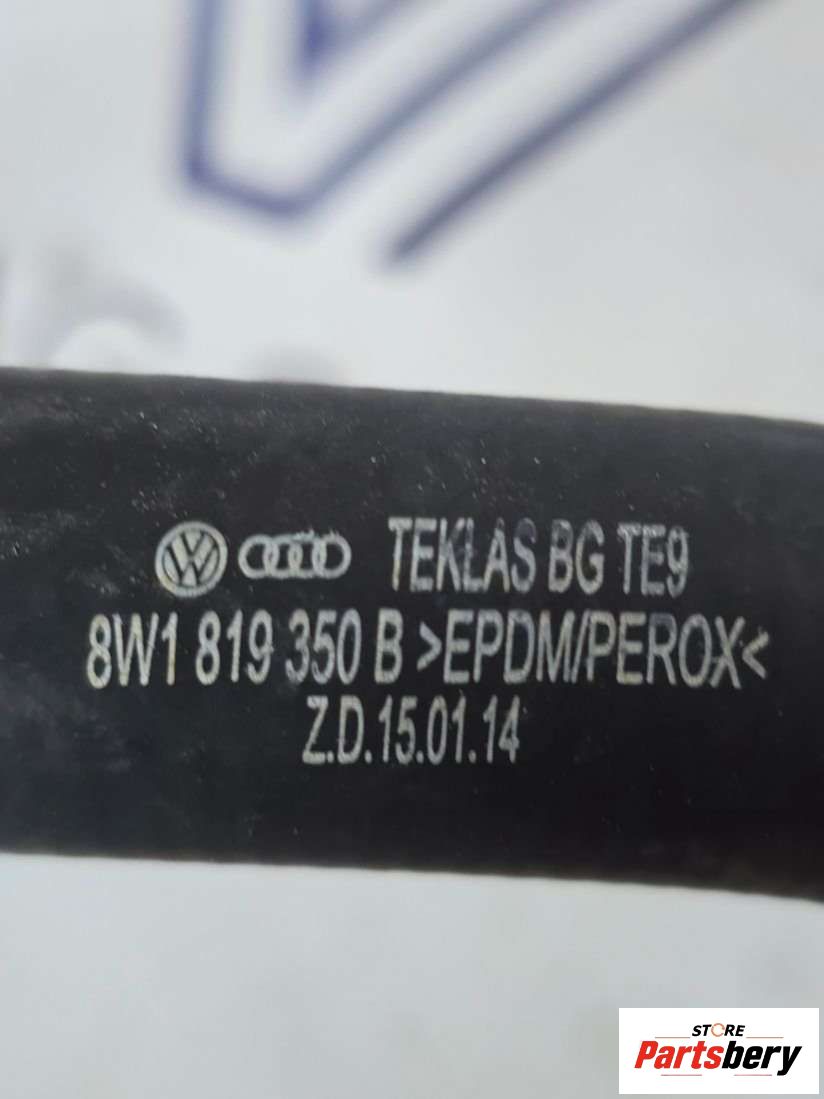 TEKLAS BG TE9
8W1 819 350 B >EPDM/PEROX<
Z.D.15.01.14
STORE
Partsbery